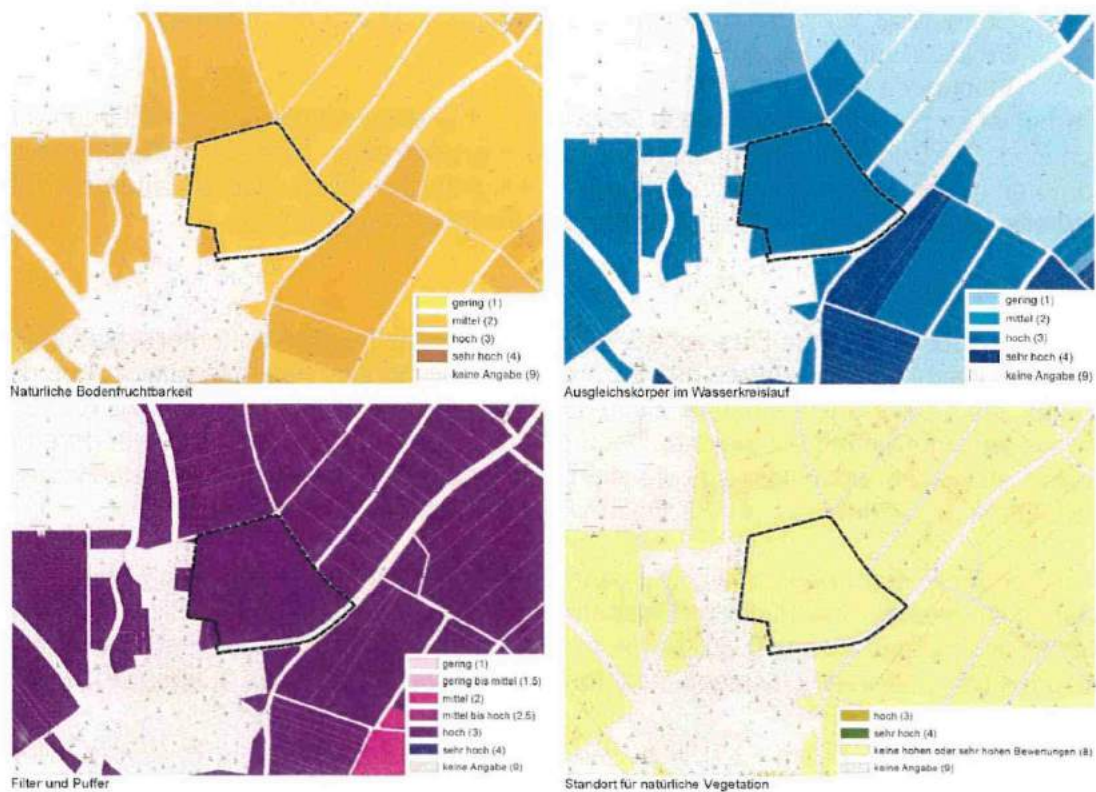 gering (1)
mittel (2)
hoch (3)
sehr hoch (4)
keine Angabe (9)
Natürliche Bodenfruchtbarkeit
gering (1)
mittel (2)
hoch (3)
sehr hoch (4)
keine Angabe (9)
Ausgleichskörper im Wasserkreislauf
gering (1)
gering bis mittel (1.5)
mittel (2)
mittel bis hoch (2.5)
hoch (3)
sehr hoch (4)
keine Angabe (9)
Filter und Puffer
hoch (3)
sehr hoch (4)
keine hohen oder sehr hohen Bewertungen (8)
keine Angabe (9)
Standort für natürliche Vegetation